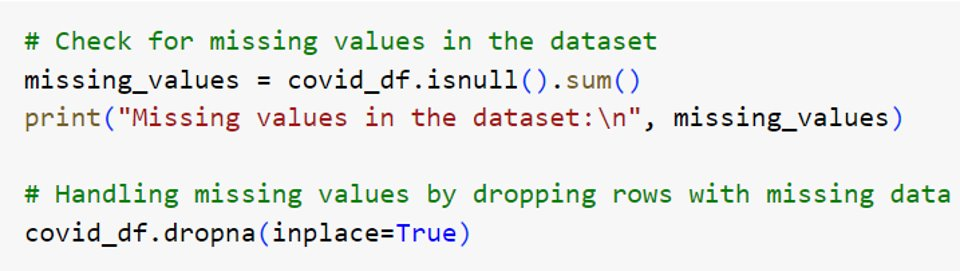 # Check for missing values in the dataset
missing_values = covid_df.isnull().sum()
print("Missing values in the dataset:\n", missing_values)
# Handling missing values by dropping rows with missing data
covid_df.dropna(inplace=True)